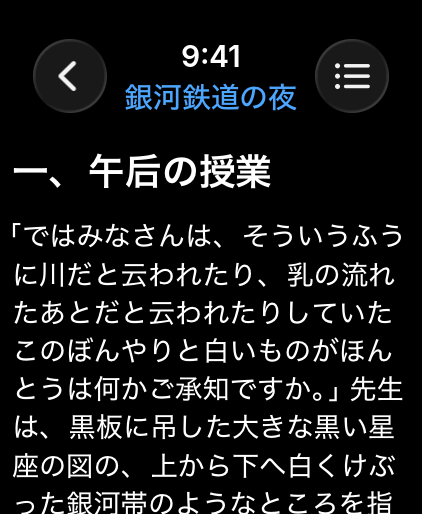 9:41
銀河鉄道の夜
一、午后の授業
「ではみなさんは、そういうふう
に川だと云われたり、乳の流れ
たあとだと云われたりしていた
このぼんやりと白いものがほん
とうは何かご承知ですか。」先生
は、黒板に吊した大きな黒い星
座の図の、上から下へ白くけぶ
った銀河帯のようなところを指